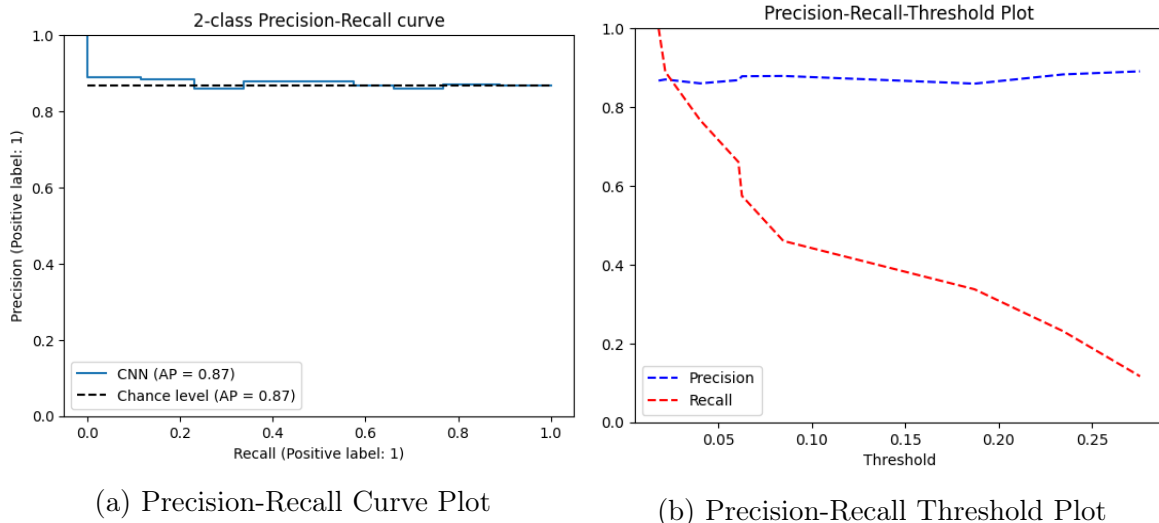 2-class Precision-Recall curve
1.0
0.8
0.6
0.4
0.2
0.0
Precision (Positive label: 1)
CNN (AP = 0.87)
Chance level (AP = 0.87)
0.0 0.2 0.4 0.6 0.8 1.0
Recall (Positive label: 1)
(a) Precision-Recall Curve Plot
Precision-Recall-Threshold Plot
1.0
0.8
0.6
0.4
0.2
0.0
Precision
Recall
0.05 0.10 0.15 0.20 0.25
Threshold
(b) Precision-Recall Threshold Plot